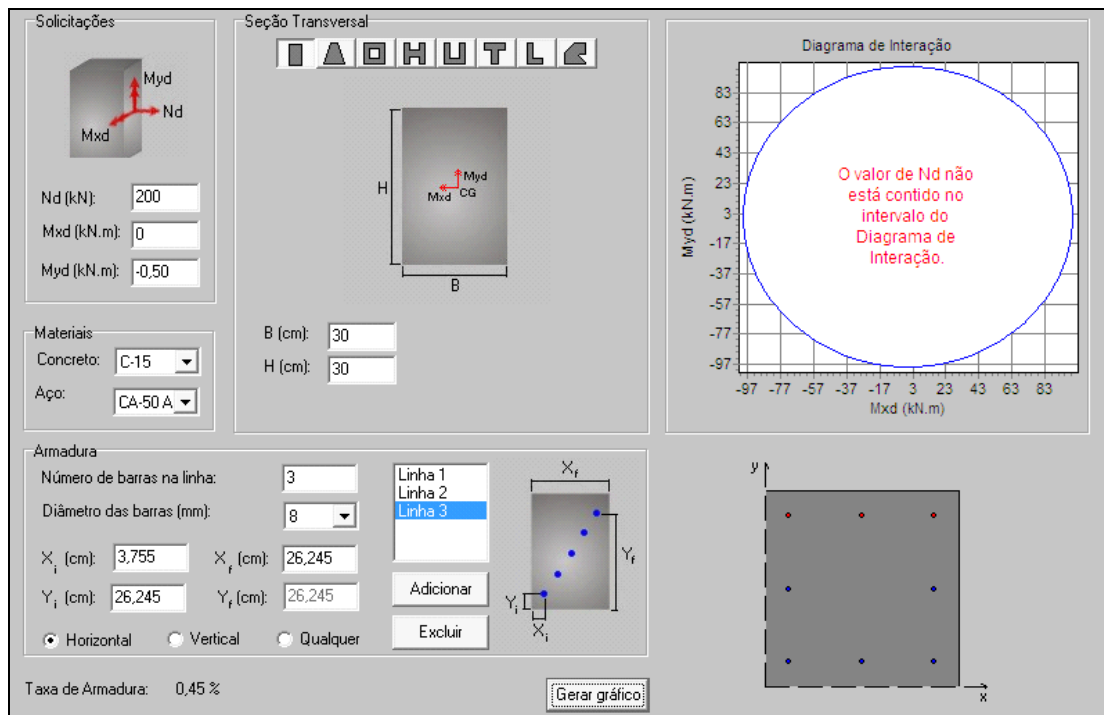 Solicitações
Myd
Nd
Mxd
Nd (kN): 200
Mxd (kN.m): 0
Myd (kN.m): -0,50
Materiais
Concreto: C-15
Aço: CA-50 A
Seção Transversal
H
Myd
Mxd CG
B
B (cm): 30
H (cm): 30
Diagrama de Interação
Myd (kN.m)
83
63
43
23
3
-17
-37
-57
-77
-97
O valor de Nd não
está contido no
intervalo do
Diagrama de
Interação.
-97 -77 -57 -37 -17 3 23 43 63 83
Mxd (kN.m)
Armadura
Número de barras na linha: 3
Diâmetro das barras (mm): 8
Xi (cm): 3,755 Xf (cm): 26,245
Yi (cm): 26,245 Yf (cm): 26,245
Horizontal Vertical Qualquer
Linha 1
Linha 2
Linha 3
Adicionar
Excluir
Xf
Yf
Yi
Xi
Taxa de Armadura: 0,45 %
Gerar gráfico
y
x